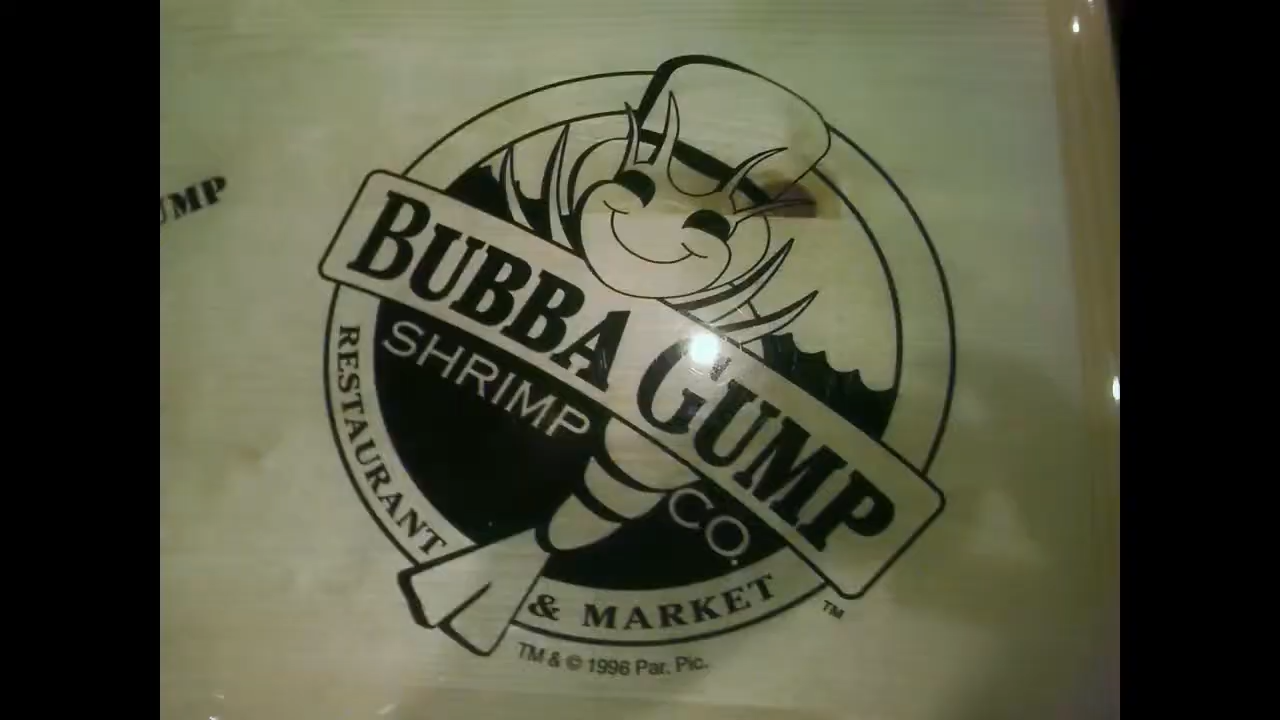 UMP
BUBBA GUMP
SHRIMP
CO.
RESTAURANT
& MARKET
TM
TM & © 1996 Par. Pic.